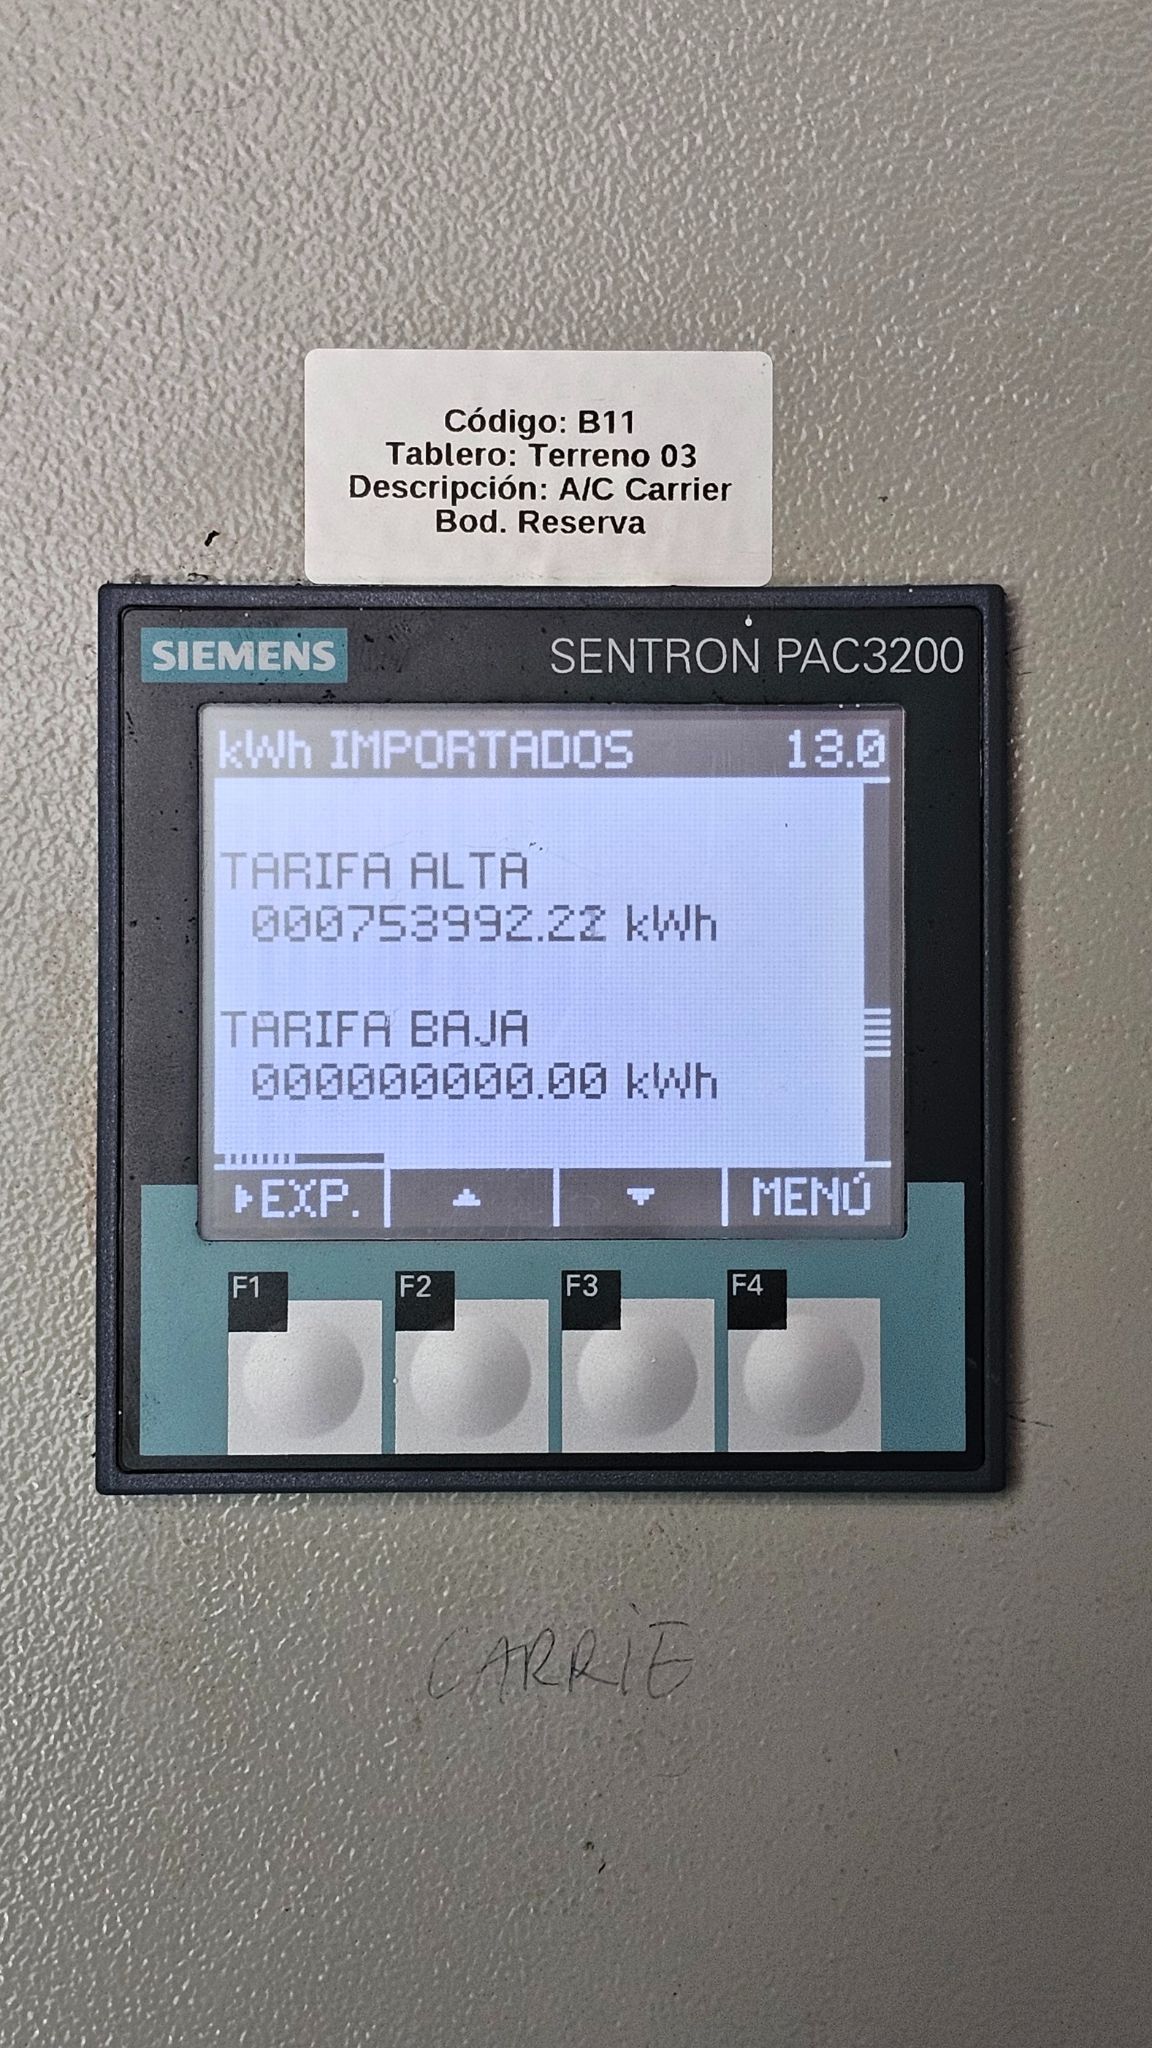 Código: B11
Tablero: Terreno 03
Descripción: A/C Carrier
Bod. Reserva
SIEMENS
SENTRON PAC3200
kWh IMPORTADOS 13.0
TARIFA ALTA
000753992.22 kWh
TARIFA BAJA
000000000.00 kWh
EXP. MENÚ
F1 F2 F3 F4
CARRIE